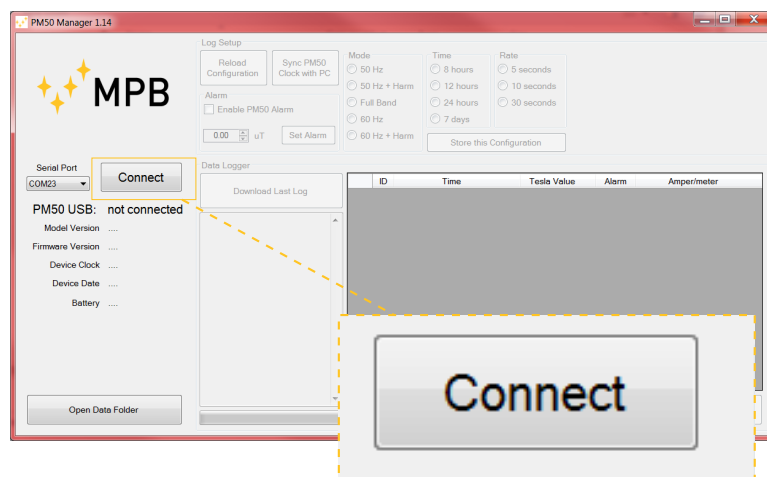 PM50 Manager 1.14
MPB
Serial Port
COM23
Connect
PM50 USB: not connected
Model Version ....
Firmware Version ....
Device Clock ....
Device Date ....
Battery ....
Open Data Folder
Log Setup
Reload
Configuration
Sync PM50
Clock with PC
Alarm
Enable PM50 Alarm
0.00 uT
Set Alarm
Mode
50 Hz
50 Hz + Harm
Full Band
60 Hz
60 Hz + Harm
Time
8 hours
12 hours
24 hours
7 days
Rate
5 seconds
10 seconds
30 seconds
Store this Configuration
Data Logger
Download Last Log
ID Time Tesla Value Alarm Amper/meter
Connect